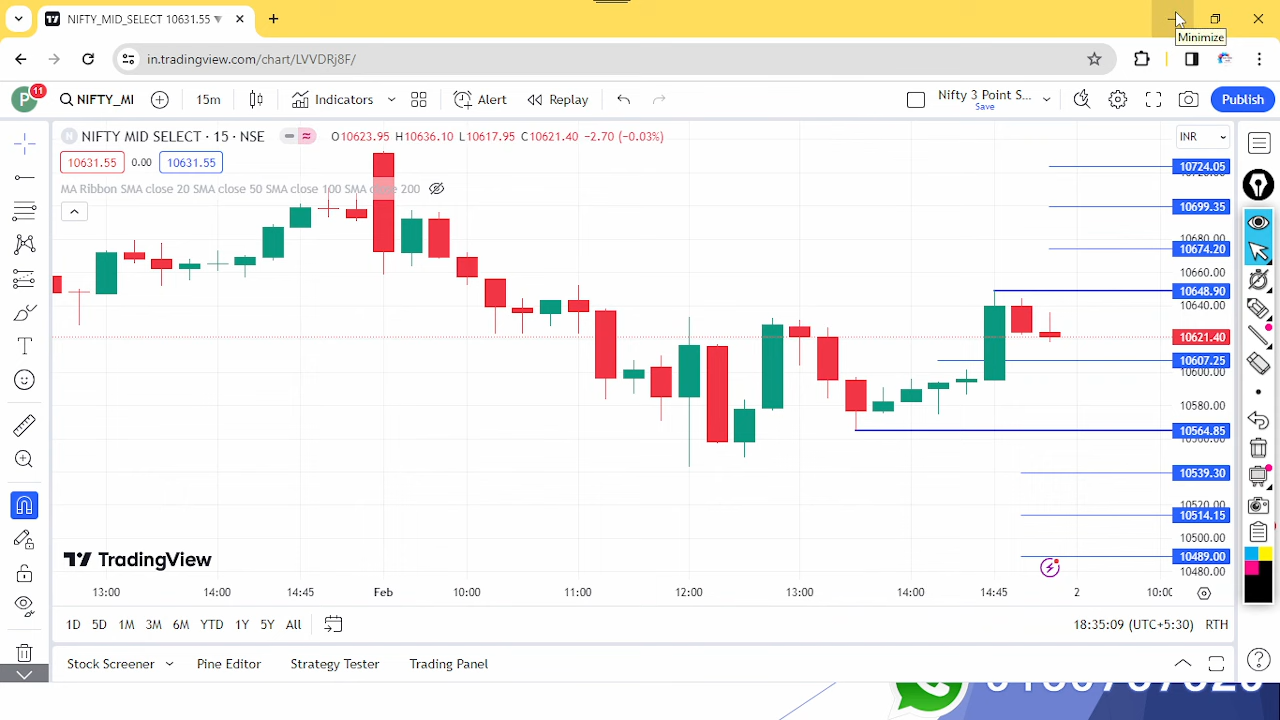 NIFTY_MID_SELECT 10631.55 ▼
Minimize
in.tradingview.com/chart/LVVDRj8F/
P 11 NIFTY_MI 15m Indicators Alert Replay Nifty 3 Point S... Save Publish
NIFTY MID SELECT · 15 · NSE O10623.95 H10636.10 L10617.95 C10621.40 −2.70 (−0.03%) INR
10631.55 0.00 10631.55
MA Ribbon SMA close 20 SMA close 50 SMA close 100 SMA close 200
10724.05
10699.35
10680.00
10674.20
10660.00
10648.90
10640.00
10621.40
10607.25
10600.00
10580.00
10564.85
10539.30
10520.00
10514.15
10500.00
10489.00
10480.00
TradingView
13:00 14:00 14:45 Feb 10:00 11:00 12:00 13:00 14:00 14:45 2
1D 5D 1M 3M 6M YTD 1Y 5Y All 18:35:09 (UTC+5:30) RTH
Stock Screener Pine Editor Strategy Tester Trading Panel